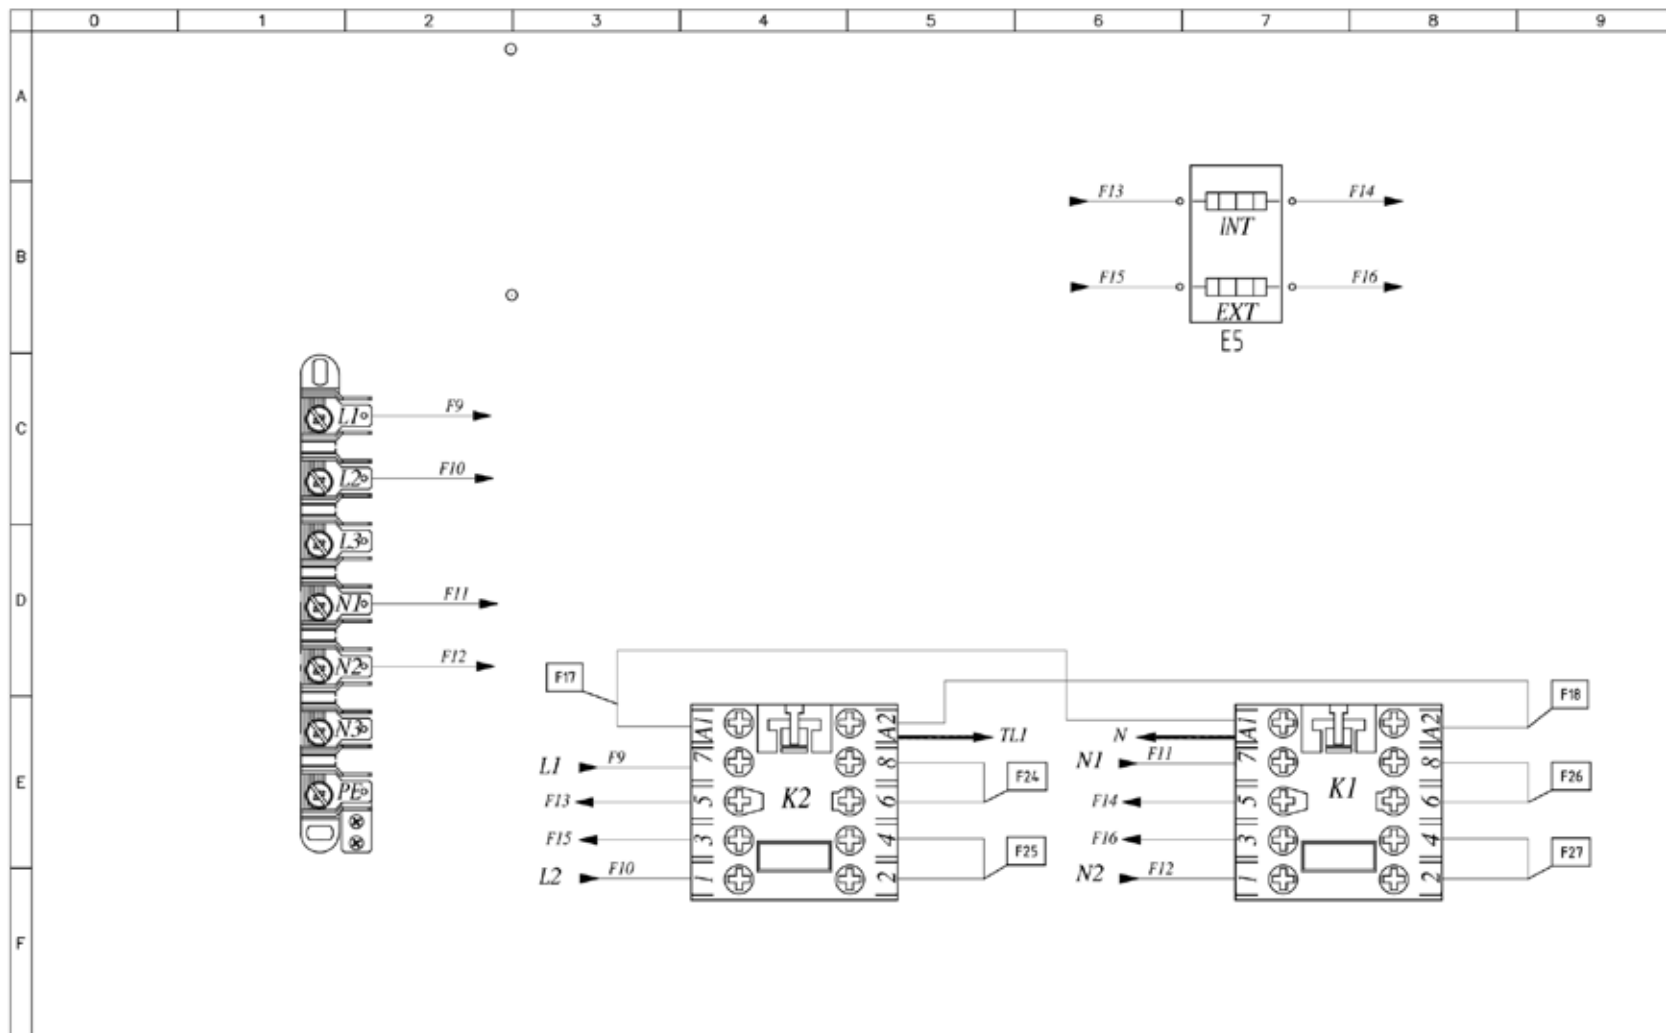 0 1 2 3 4 5 6 7 8 9
A
B
C
D
E
F
F13 F14
INT
F15 F16
EXT
E5
L1 F9
L2 F10
L3
N1 F11
N2 F12
N3
PE
F17
F18
A1 A2
TL1
L1 F9 7 8
F24
F13 5 K2 6
F15 3 4
F25
L2 F10 1 2
A1 A2
N
N1 F11 7 8
F26
F14 5 K1 6
F16 3 4
F27
N2 F12 1 2